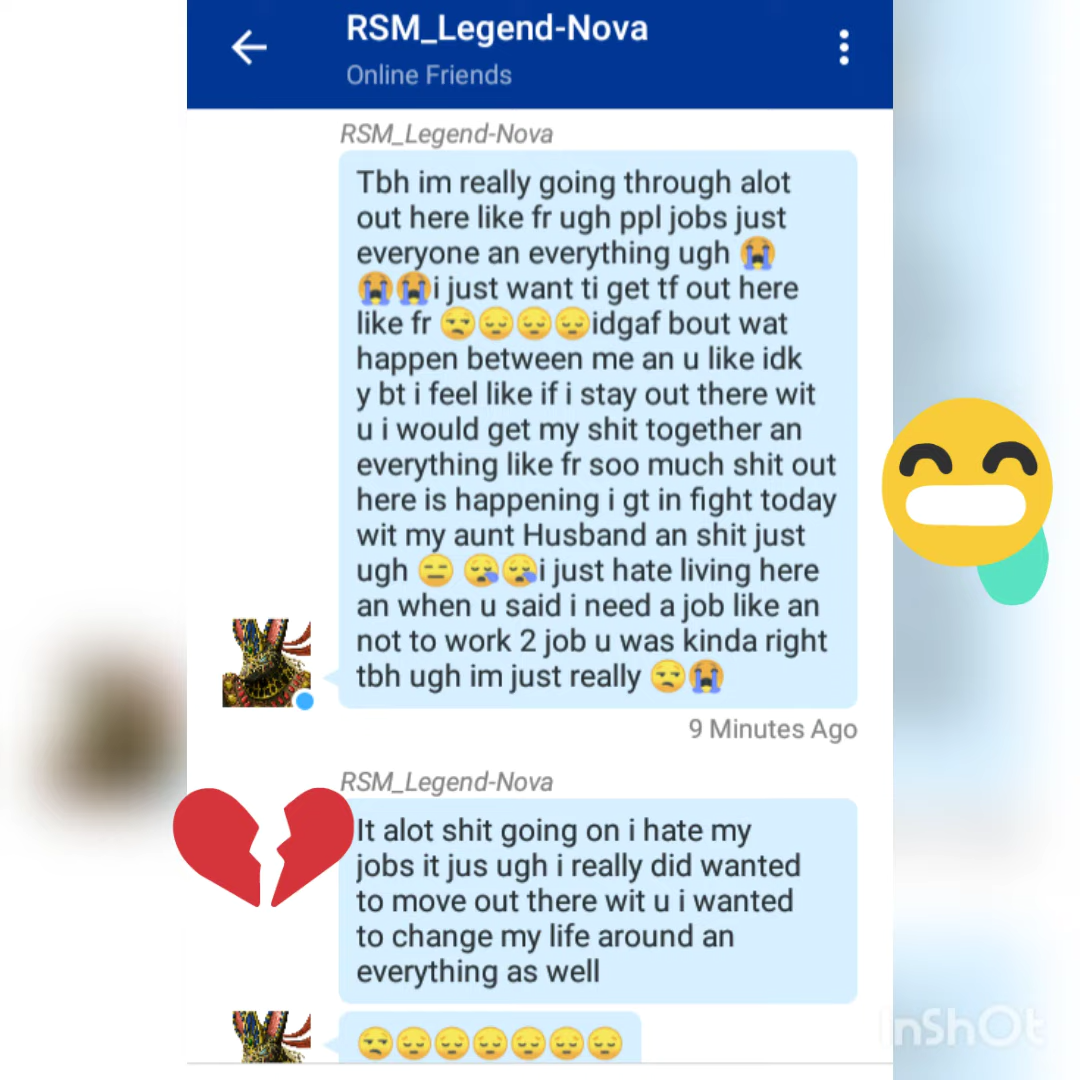 RSM_Legend-Nova
Online Friends
RSM_Legend-Nova
Tbh im really going through alot
out here like fr ugh ppl jobs just
everyone an everything ugh 😭
😭😭i just want ti get tf out here
like fr 😒😔😔😔idgaf bout wat
happen between me an u like idk
y bt i feel like if i stay out there wit
u i would get my shit together an
everything like fr soo much shit out
here is happening i gt in fight today
wit my aunt Husband an shit just
ugh 😑 😪😪i just hate living here
an when u said i need a job like an
not to work 2 job u was kinda right
tbh ugh im just really 😒😭
9 Minutes Ago
RSM_Legend-Nova
It alot shit going on i hate my
jobs it jus ugh i really did wanted
to move out there wit u i wanted
to change my life around an
everything as well
😒😔😔😔😔😔😔
InShOt